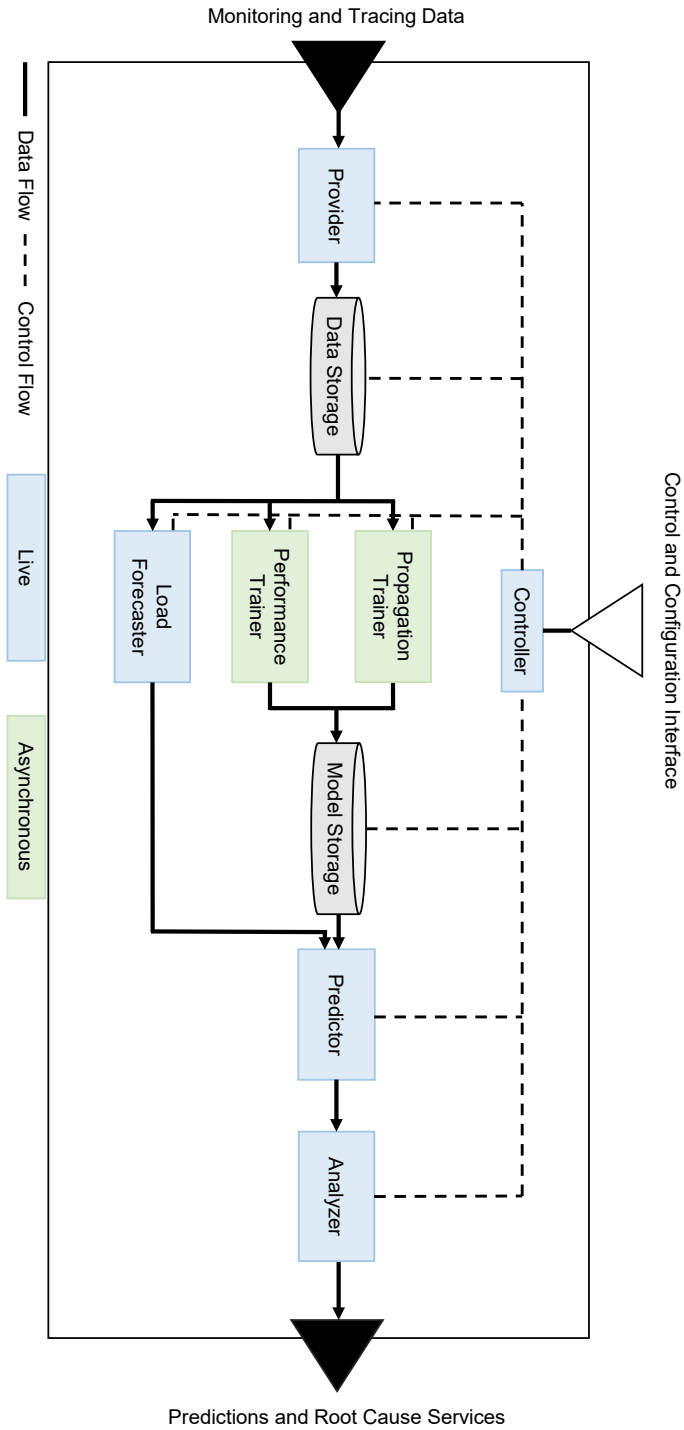 Monitoring and Tracing Data
Provider
Data Storage
Propagation
Trainer
Performance
Trainer
Load
Forecaster
Controller
Control and Configuration Interface
Model Storage
Predictor
Analyzer
Predictions and Root Cause Services
Data Flow
Control Flow
Live
Asynchronous